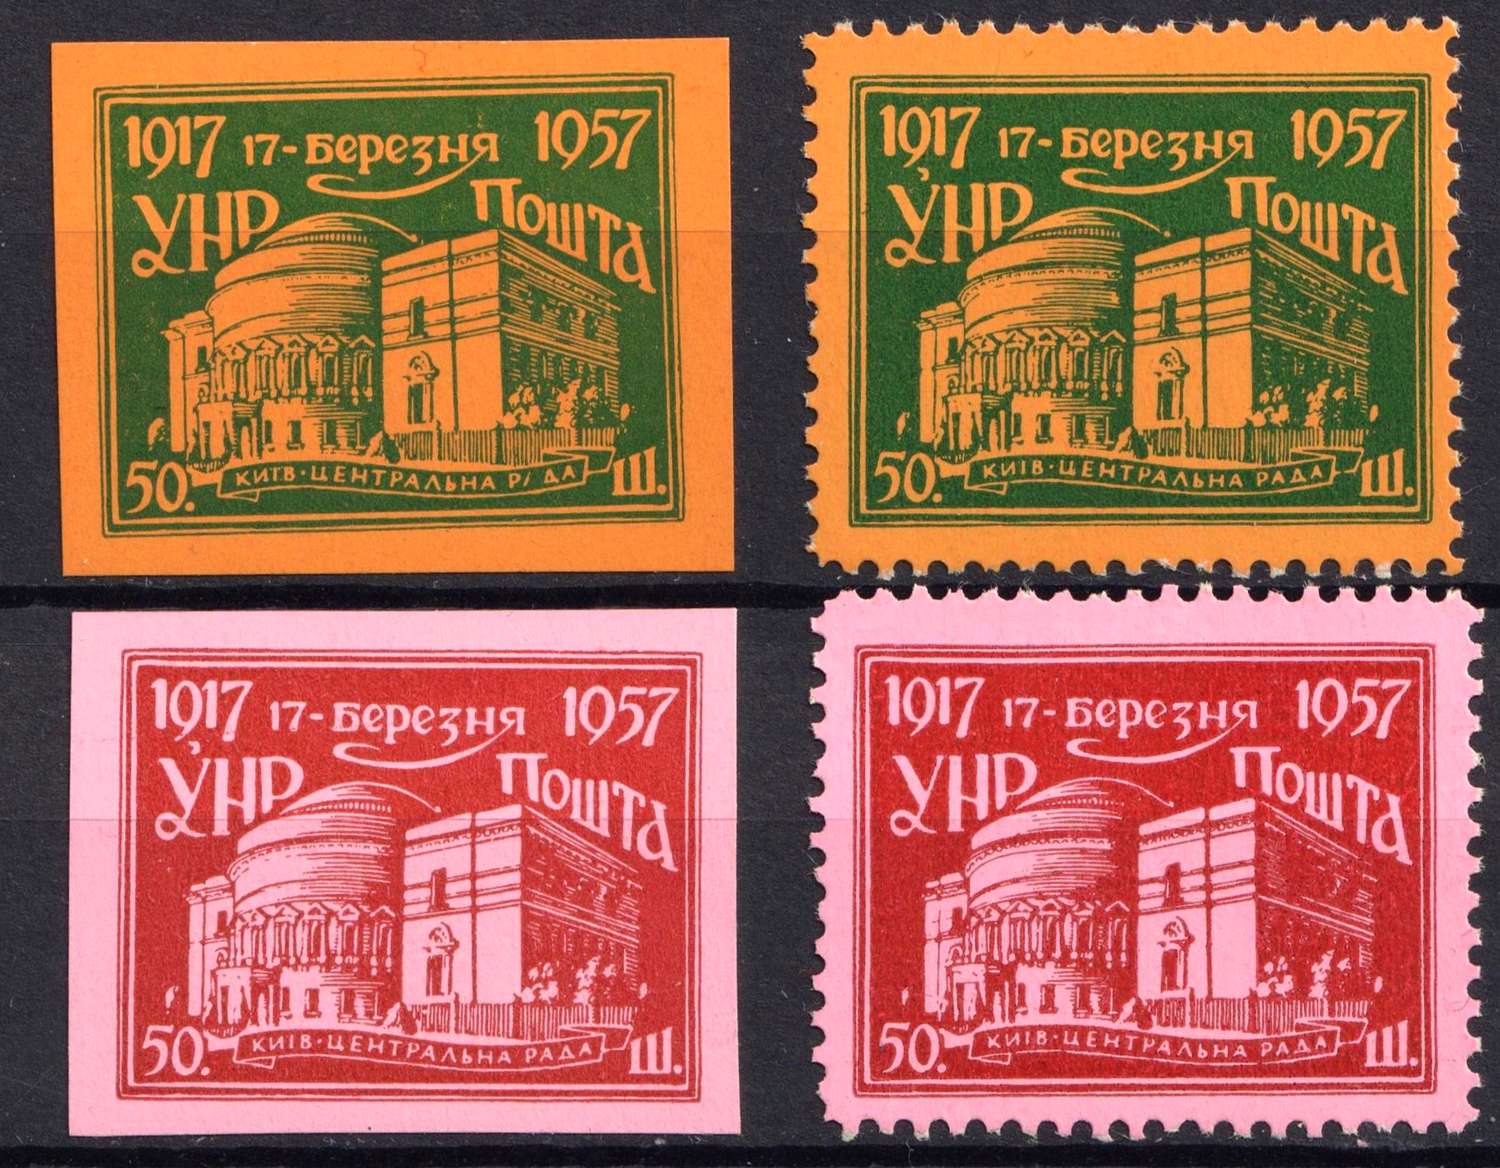 1917 17-Березня 1957
УНР Пошта
50. Ш.
КИЇВ·ЦЕНТРАЛЬНА Р ДА
1917 17-Березня 1957
УНР Пошта
50. Ш.
КИЇВ·ЦЕНТРАЛЬНА РАДА
1917 17-Березня 1957
УНР Пошта
50. Ш.
КИЇВ·ЦЕНТРАЛЬНА РАДА
1917 17-Березня 1957
УНР Пошта
50. Ш.
КИЇВ·ЦЕНТРАЛЬНА РАДА